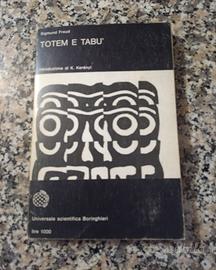 Sigmund Freud
TOTEM E TABU'
Introduzione di K. Kerényi
Universale scientifica Boringhieri
lire 1000